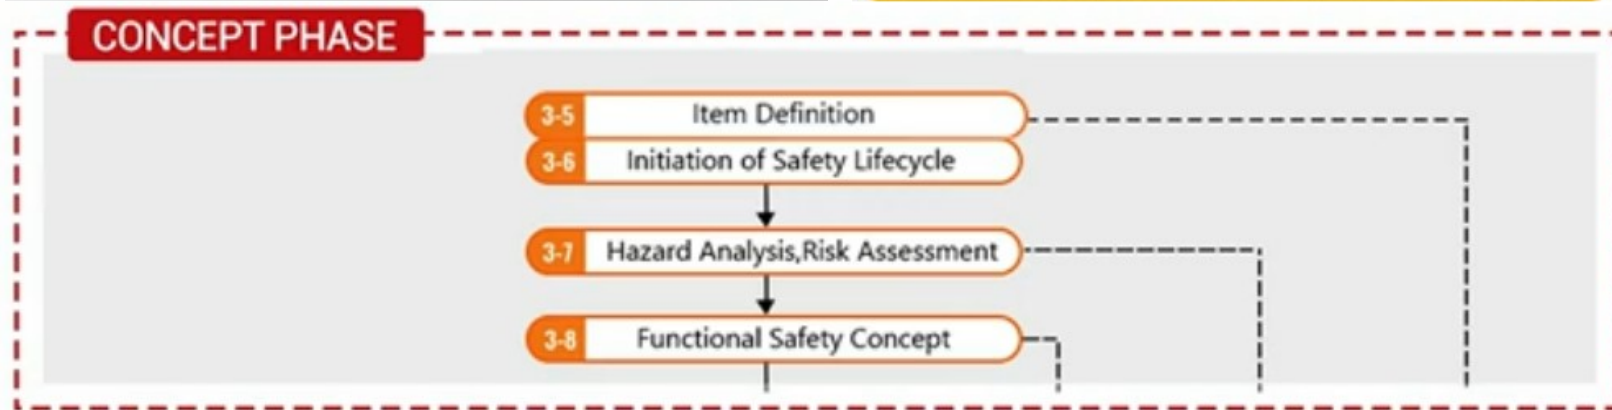 CONCEPT PHASE
3-5 Item Definition
3-6 Initiation of Safety Lifecycle
3-7 Hazard Analysis,Risk Assessment
3-8 Functional Safety Concept